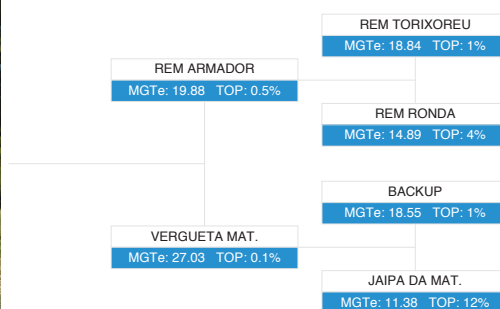 REM TORIXOREU
MGTe: 18.84 TOP: 1%
REM ARMADOR
MGTe: 19.88 TOP: 0.5%
REM RONDA
MGTe: 14.89 TOP: 4%
BACKUP
MGTe: 18.55 TOP: 1%
VERGUETA MAT.
MGTe: 27.03 TOP: 0.1%
JAIPA DA MAT.
MGTe: 11.38 TOP: 12%